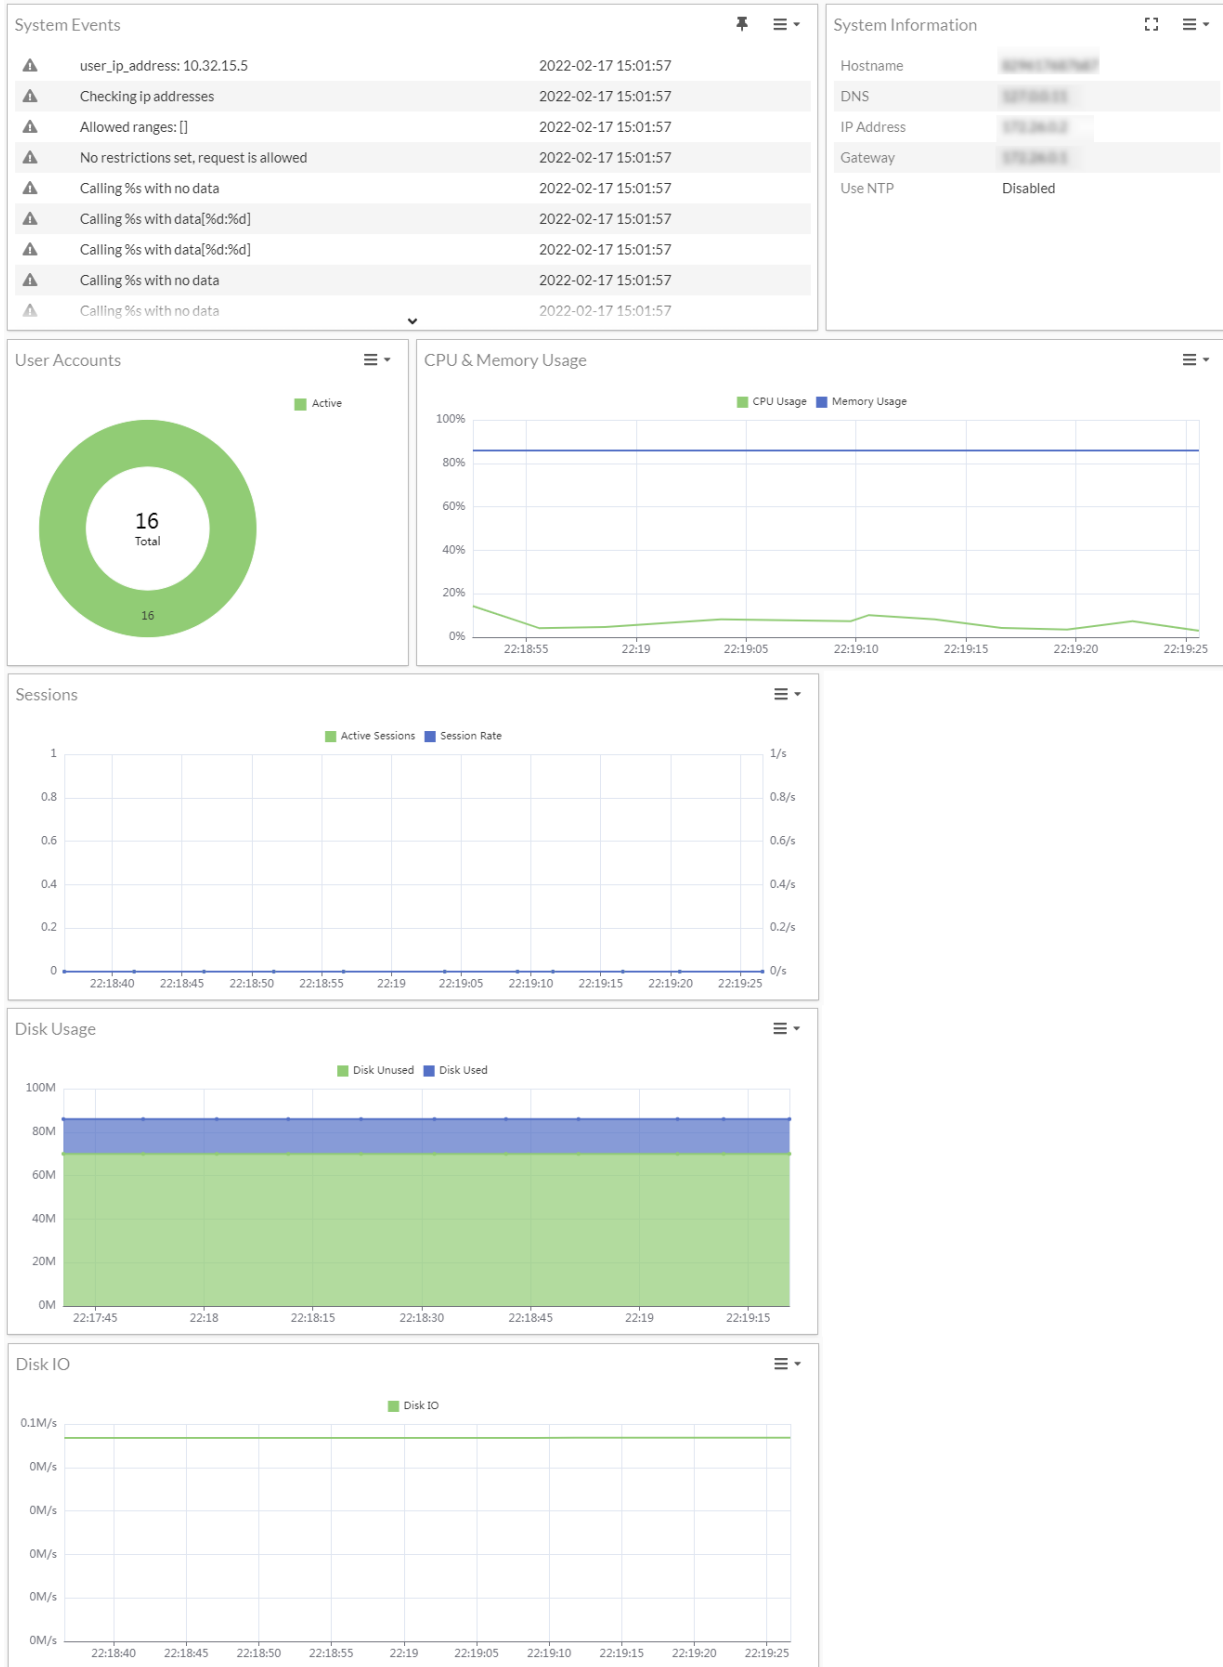 System Events
user_ip_address: 10.32.15.5 2022-02-17 15:01:57
Checking ip addresses 2022-02-17 15:01:57
Allowed ranges: [] 2022-02-17 15:01:57
No restrictions set, request is allowed 2022-02-17 15:01:57
Calling %s with no data 2022-02-17 15:01:57
Calling %s with data[%d:%d] 2022-02-17 15:01:57
Calling %s with data[%d:%d] 2022-02-17 15:01:57
Calling %s with no data 2022-02-17 15:01:57
Calling %s with no data 2022-02-17 15:01:57
System Information
Hostname
DNS
IP Address
Gateway
Use NTP Disabled
User Accounts
Active
16
Total
16
CPU & Memory Usage
CPU Usage Memory Usage
100%
80%
60%
40%
20%
0%
22:18:55 22:19 22:19:05 22:19:10 22:19:15 22:19:20 22:19:25
Sessions
Active Sessions Session Rate
1 1/s
0.8 0.8/s
0.6 0.6/s
0.4 0.4/s
0.2 0.2/s
0 0/s
22:18:40 22:18:45 22:18:50 22:18:55 22:19 22:19:05 22:19:10 22:19:15 22:19:20 22:19:25
Disk Usage
Disk Unused Disk Used
100M
80M
60M
40M
20M
0M
22:17:45 22:18 22:18:15 22:18:30 22:18:45 22:19 22:19:15
Disk IO
Disk IO
0.1M/s
0M/s
0M/s
0M/s
0M/s
0M/s
22:18:40 22:18:45 22:18:50 22:18:55 22:19 22:19:05 22:19:10 22:19:15 22:19:20 22:19:25